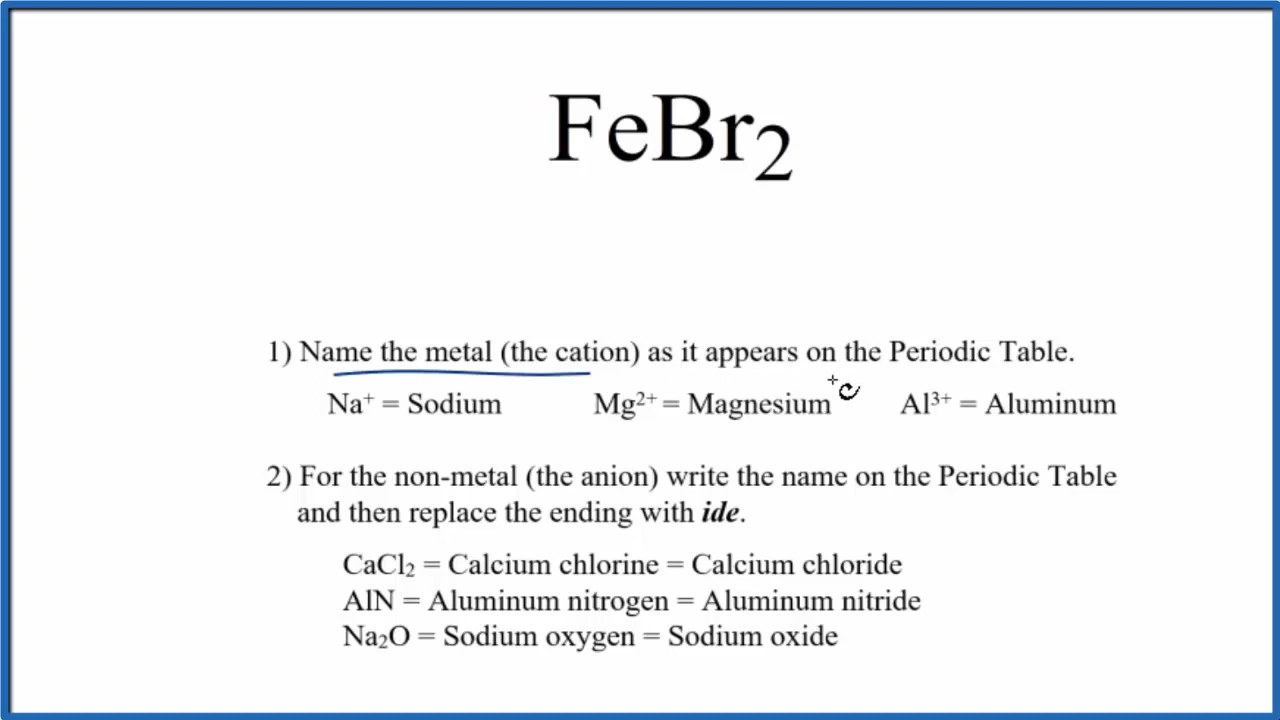 FeBr₂
1) Name the metal (the cation) as it appears on the Periodic Table.
Na⁺ = Sodium Mg²⁺ = Magnesium Al³⁺ = Aluminum
2) For the non-metal (the anion) write the name on the Periodic Table
and then replace the ending with ide.
CaCl₂ = Calcium chlorine = Calcium chloride
AlN = Aluminum nitrogen = Aluminum nitride
Na₂O = Sodium oxygen = Sodium oxide